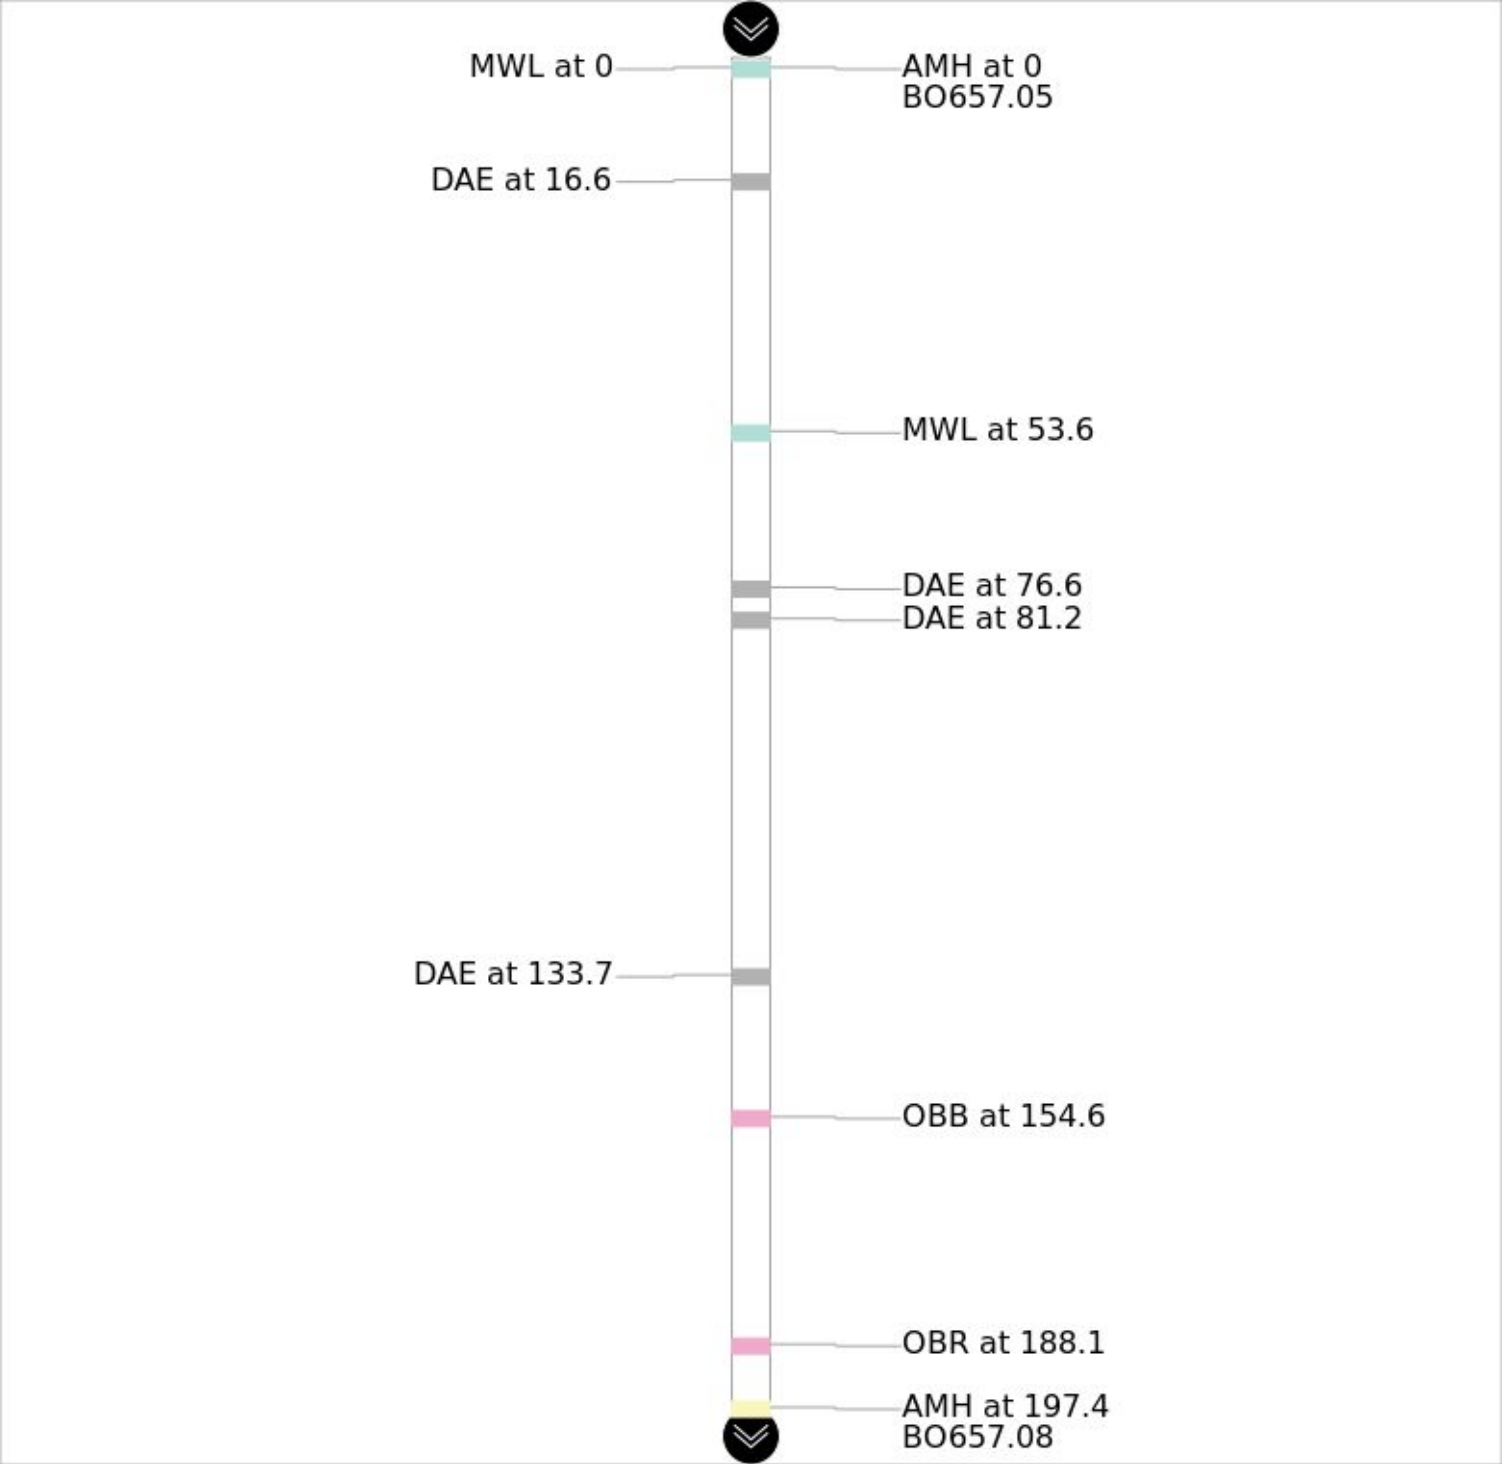 MWL at 0
AMH at 0
BO657.05
DAE at 16.6
MWL at 53.6
DAE at 76.6
DAE at 81.2
DAE at 133.7
OBB at 154.6
OBR at 188.1
AMH at 197.4
BO657.08